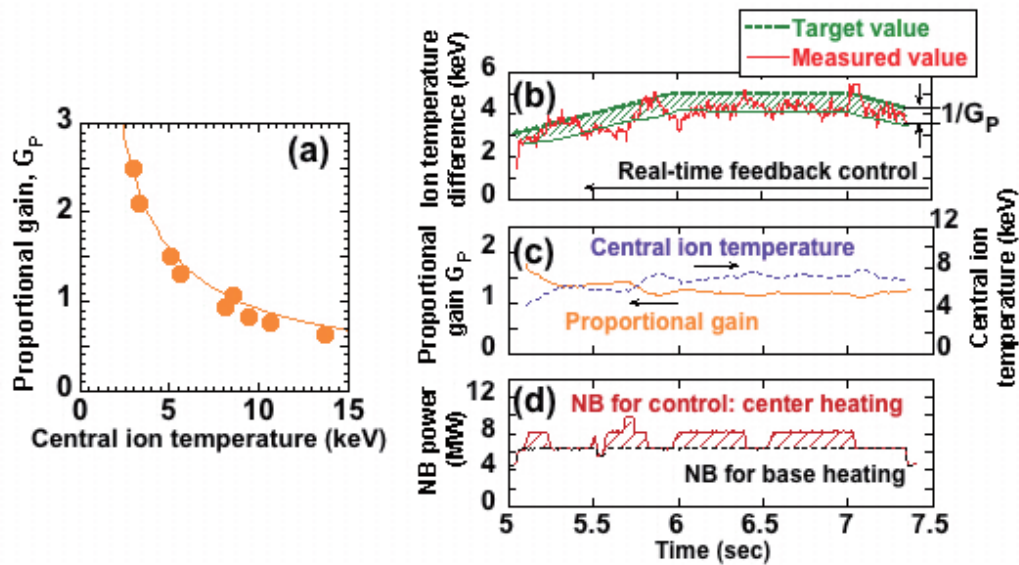 (a)
Proportional gain, GP
3
2
1
0
0 5 10 15
Central ion temperature (keV)
Target value
Measured value
(b)
Ion temperature
difference (keV)
6
4
2
0
1/GP
Real-time feedback control
(c)
Proportional
gain GP
2
1
0
Central ion temperature
Proportional gain
12
8
4
0
Central ion
temperature (keV)
(d)
NB power
(MW)
12
8
4
0
NB for control: center heating
NB for base heating
5 5.5 6 6.5 7 7.5
Time (sec)